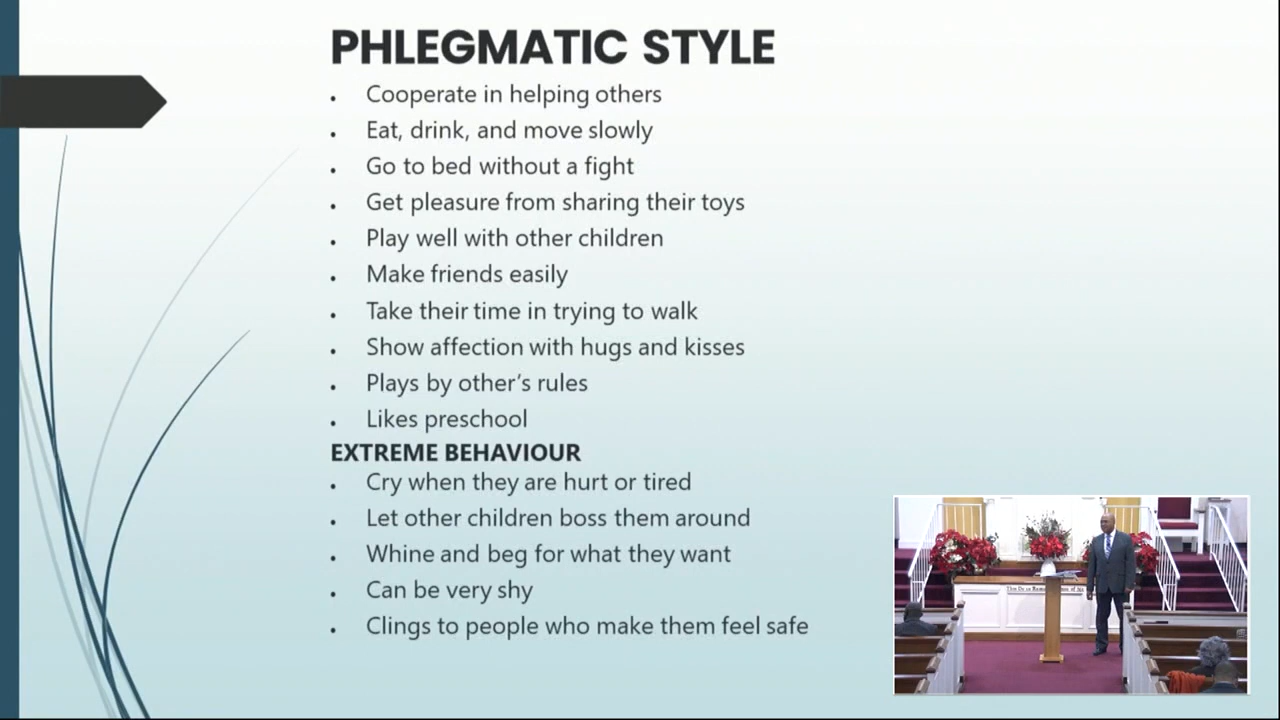 PHLEGMATIC STYLE
• Cooperate in helping others
• Eat, drink, and move slowly
• Go to bed without a fight
• Get pleasure from sharing their toys
• Play well with other children
• Make friends easily
• Take their time in trying to walk
• Show affection with hugs and kisses
• Plays by other’s rules
• Likes preschool
EXTREME BEHAVIOUR
• Cry when they are hurt or tired
• Let other children boss them around
• Whine and beg for what they want
• Can be very shy
• Clings to people who make them feel safe